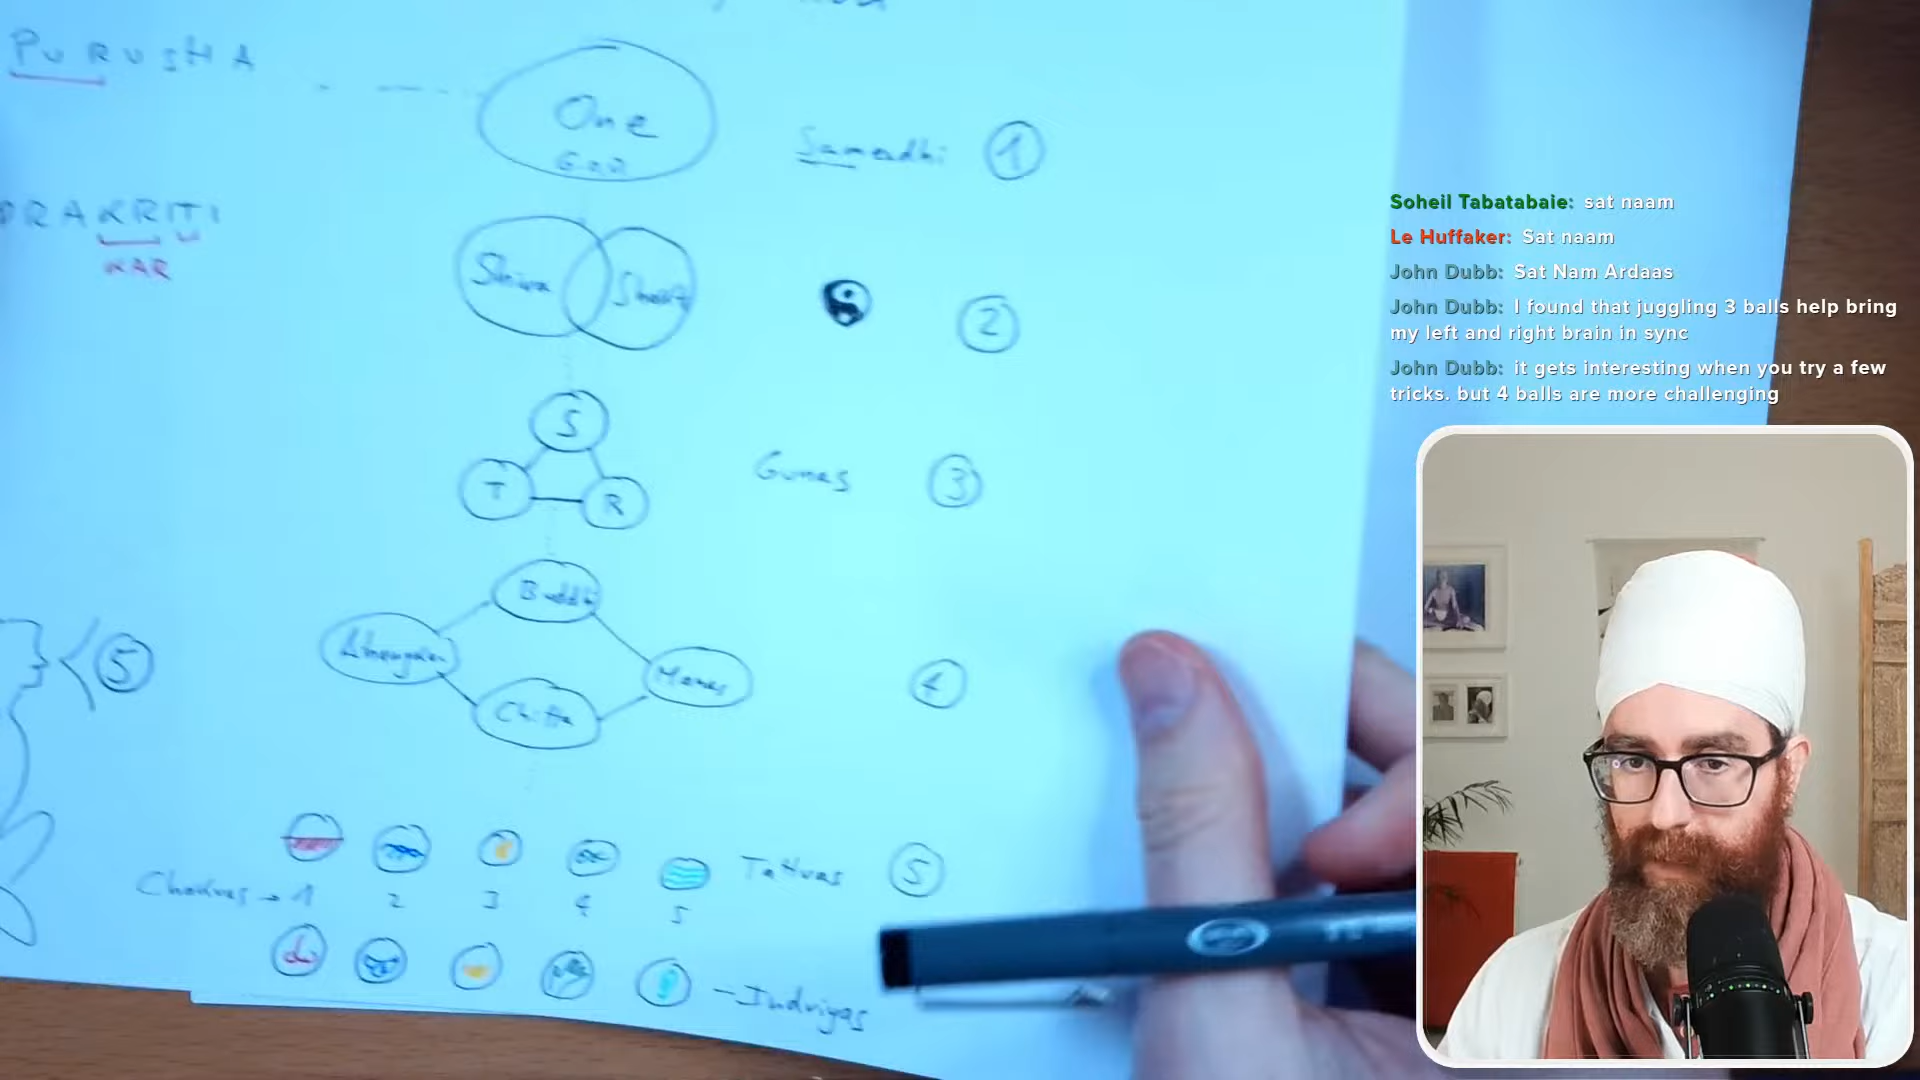 PURUSHA
One
God
Samadhi 1
PRAKRITI
KAR
Shiva Shakti
2
S
T R
Gunas 3
Buddhi
Ahangkar
Manas
Chitta
4
5
Tattvas 5
Chakras → 1 2 3 4 5
- Indriyas
Soheil Tabatabaie: sat naam
Le Huffaker: Sat naam
John Dubb: Sat Nam Ardaas
John Dubb: I found that juggling 3 balls help bring
my left and right brain in sync
John Dubb: it gets interesting when you try a few
tricks. but 4 balls are more challenging